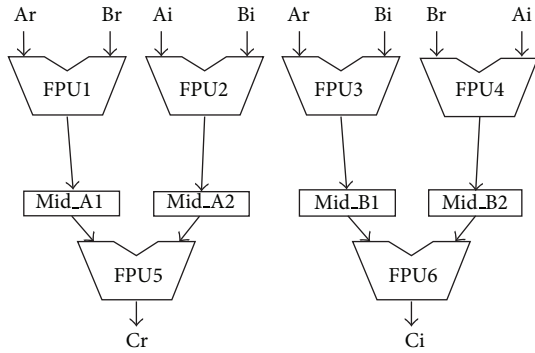 Ar Br Ai Bi Ar Bi Br Ai
FPU1 FPU2 FPU3 FPU4
Mid_A1 Mid_A2 Mid_B1 Mid_B2
FPU5 FPU6
Cr Ci